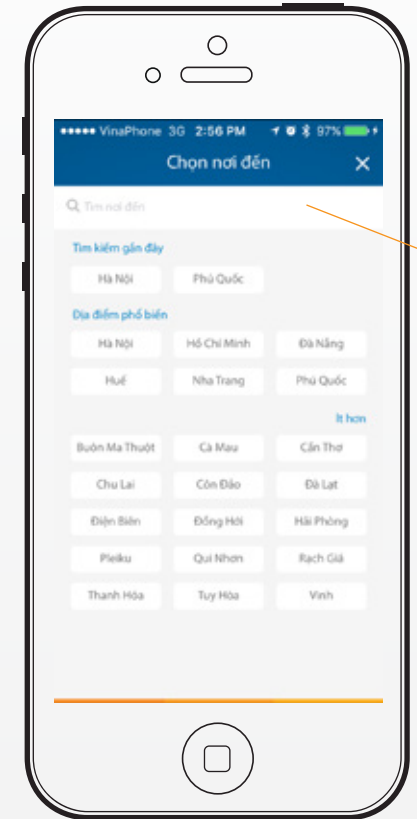 VinaPhone 3G 2:56 PM 97%
Chọn nơi đến
Tìm nơi đến
Tìm kiếm gần đây
Hà Nội Phú Quốc
Địa điểm phổ biến
Hà Nội Hồ Chí Minh Đà Nẵng
Huế Nha Trang Phú Quốc
Ít hơn
Buôn Ma Thuột Cà Mau Cần Thơ
Chu Lai Côn Đảo Đà Lạt
Điện Biên Đồng Hới Hải Phòng
Pleiku Qui Nhơn Rạch Giá
Thanh Hóa Tuy Hòa Vinh